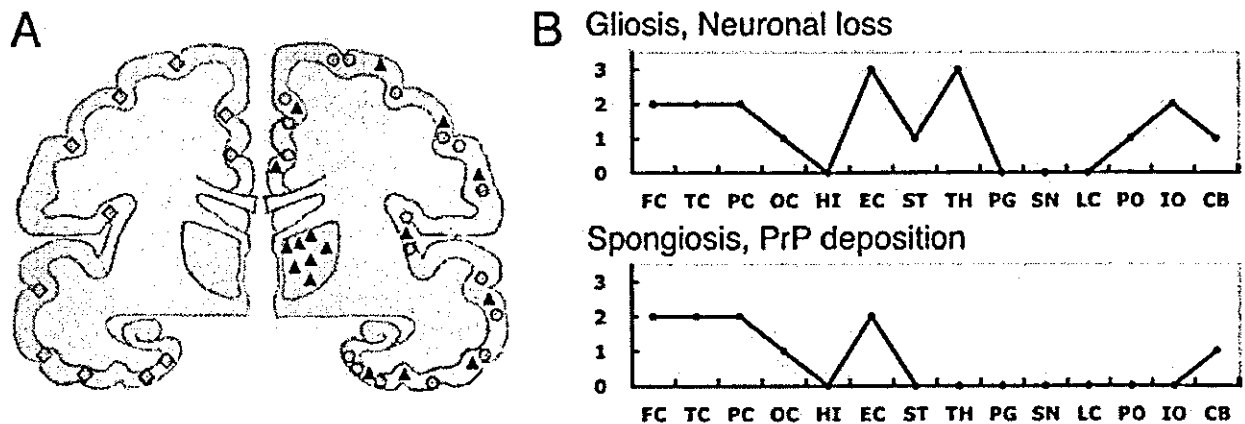 A
B Gliosis, Neuronal loss
3
2
1
0
FC TC PC OC HI EC ST TH PG SN LC PO IO CB
Spongiosis, PrP deposition
3
2
1
0
FC TC PC OC HI EC ST TH PG SN LC PO IO CB